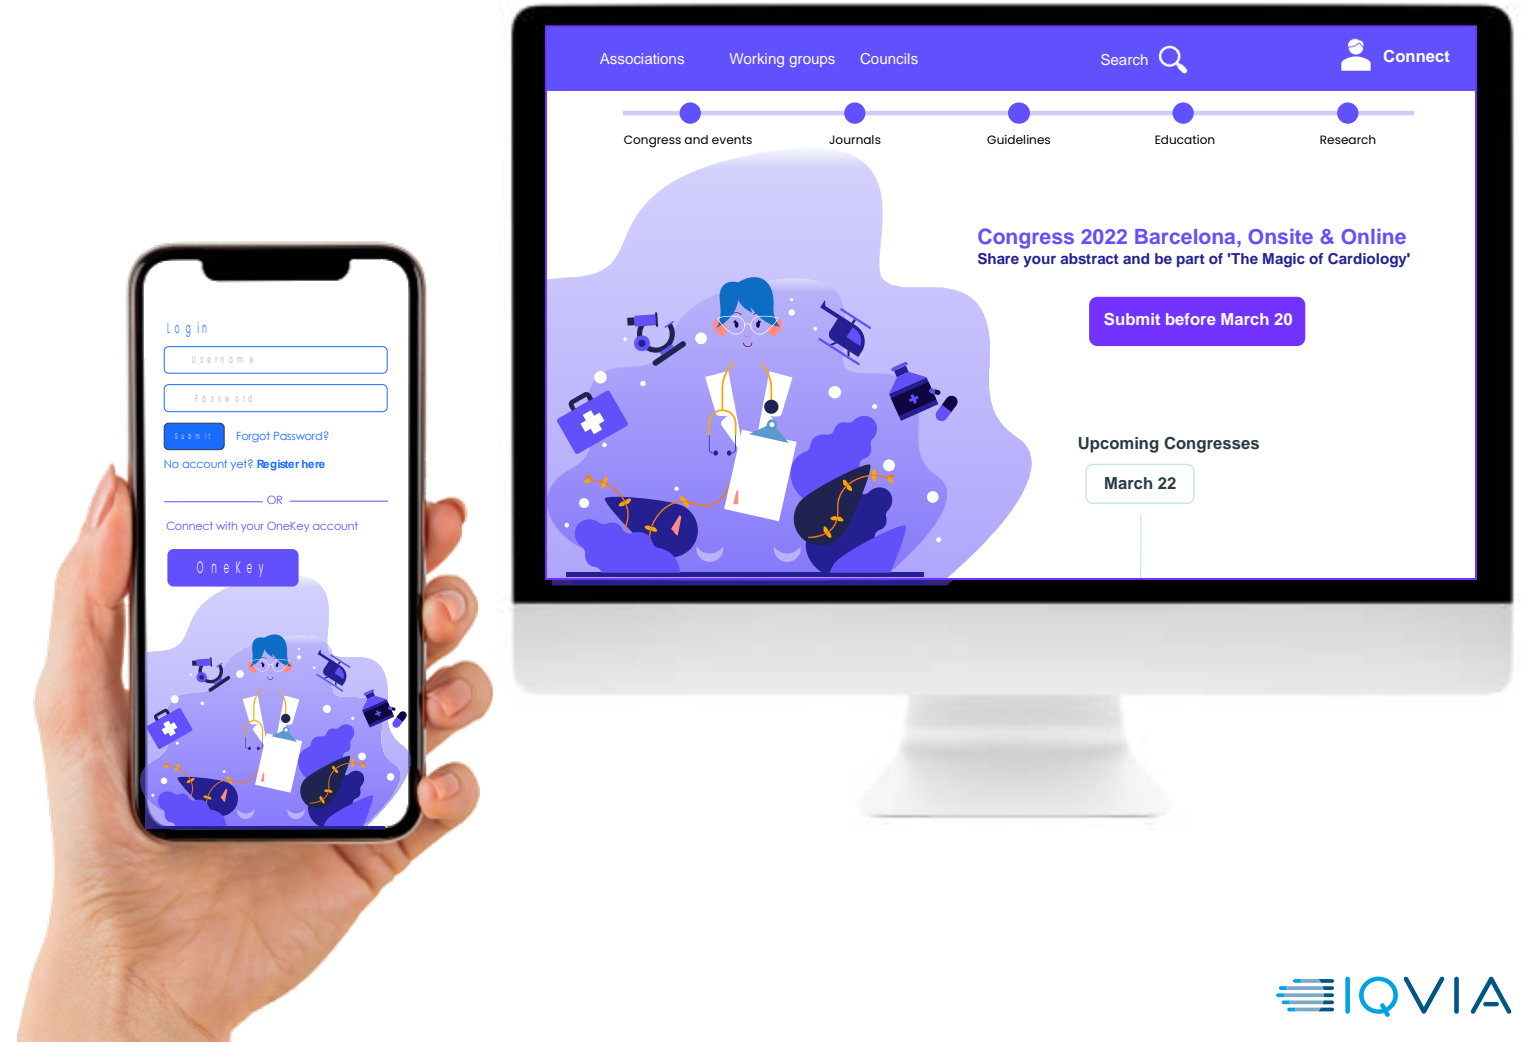 Associations
Working groups
Councils
Search
Connect
Congress and events
Journals
Guidelines
Education
Research
Congress 2022 Barcelona, Onsite & Online
Share your abstract and be part of 'The Magic of Cardiology'
Submit before March 20
Upcoming Congresses
March 22
Login
Username
Password
Submit
Forgot Password?
No account yet? Register here
OR
Connect with your OneKey account
OneKey
IQVIA